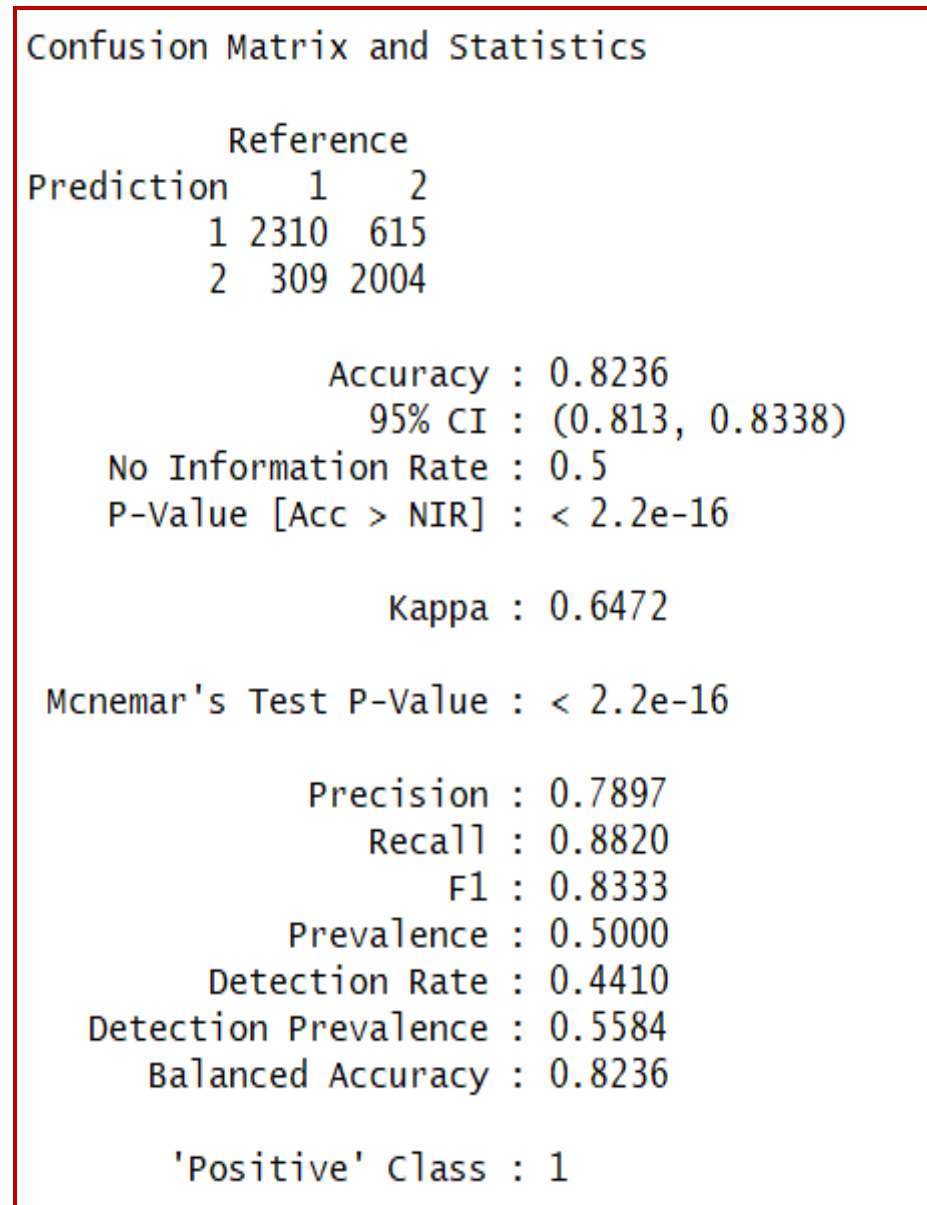 Confusion Matrix and Statistics
Reference
Prediction 1 2
1 2310 615
2 309 2004
Accuracy : 0.8236
95% CI : (0.813, 0.8338)
No Information Rate : 0.5
P-Value [Acc > NIR] : < 2.2e-16
Kappa : 0.6472
Mcnemar's Test P-Value : < 2.2e-16
Precision : 0.7897
Recall : 0.8820
F1 : 0.8333
Prevalence : 0.5000
Detection Rate : 0.4410
Detection Prevalence : 0.5584
Balanced Accuracy : 0.8236
'Positive' Class : 1